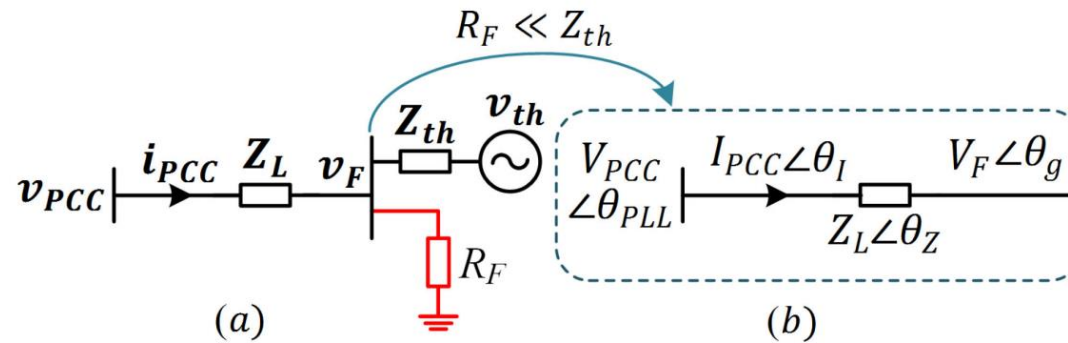 R_F ≪ Z_th
v_th
Z_th
i_PCC Z_L v_F
v_PCC
R_F
(a)
V_PCC
∠θ_PLL
I_PCC∠θ_I
V_F∠θ_g
Z_L∠θ_Z
(b)